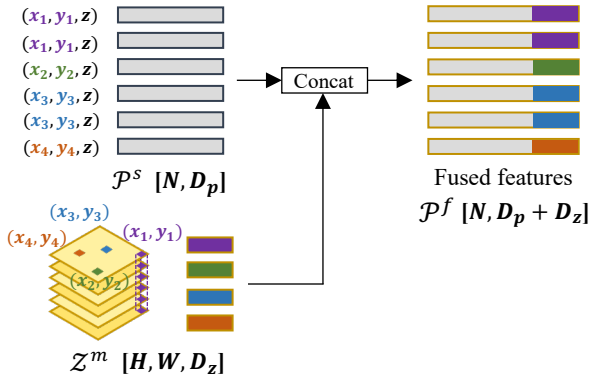 (x₁, y₁, z)
(x₁, y₁, z)
(x₂, y₂, z)
(x₃, y₃, z)
(x₃, y₃, z)
(x₄, y₄, z)
𝒫ˢ [N, Dₚ]
Concat
Fused features
𝒫ᶠ [N, Dₚ + D_z]
(x₃, y₃)
(x₄, y₄)
(x₁, y₁)
(x₂, y₂)
𝒵ᵐ [H, W, D_z]